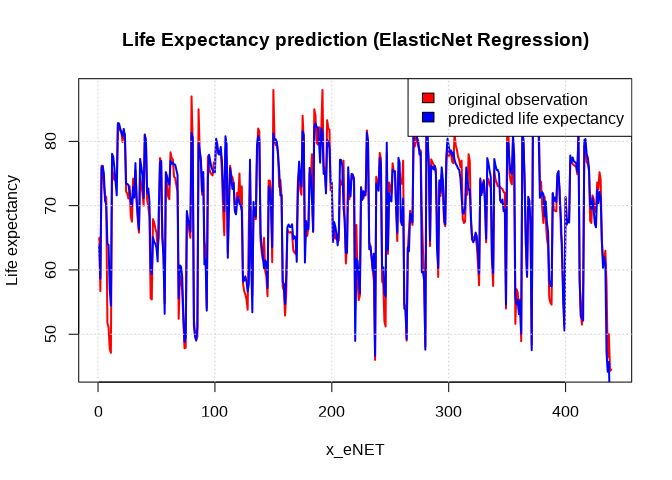 Life Expectancy prediction (ElasticNet Regression)
original observation
predicted life expectancy
Life expectancy
80
70
60
50
0 100 200 300 400
x_eNET